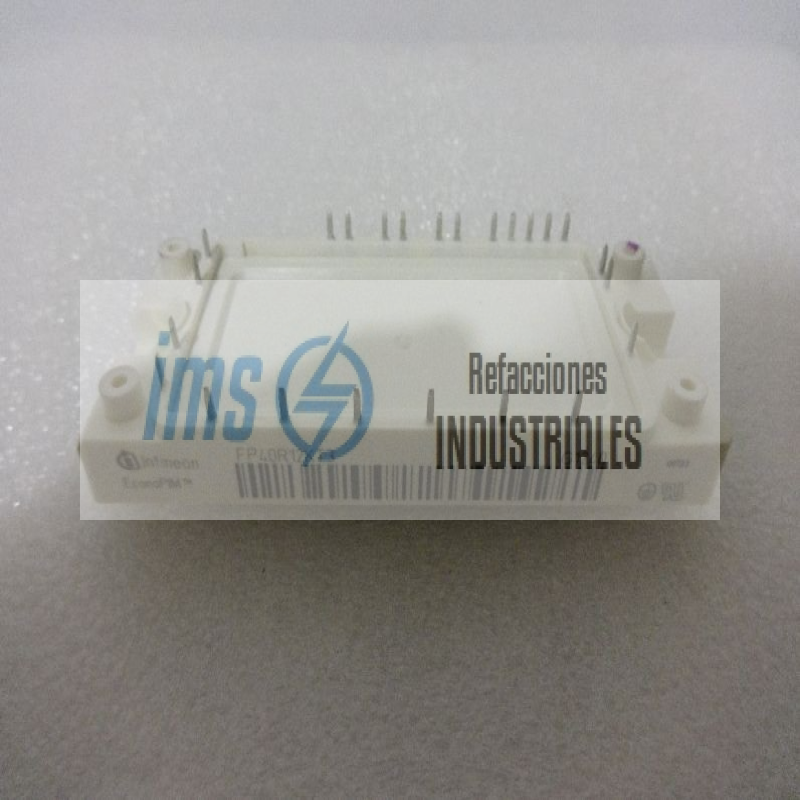 ims
Refacciones
INDUSTRIALES
infineon
EconoPIM™